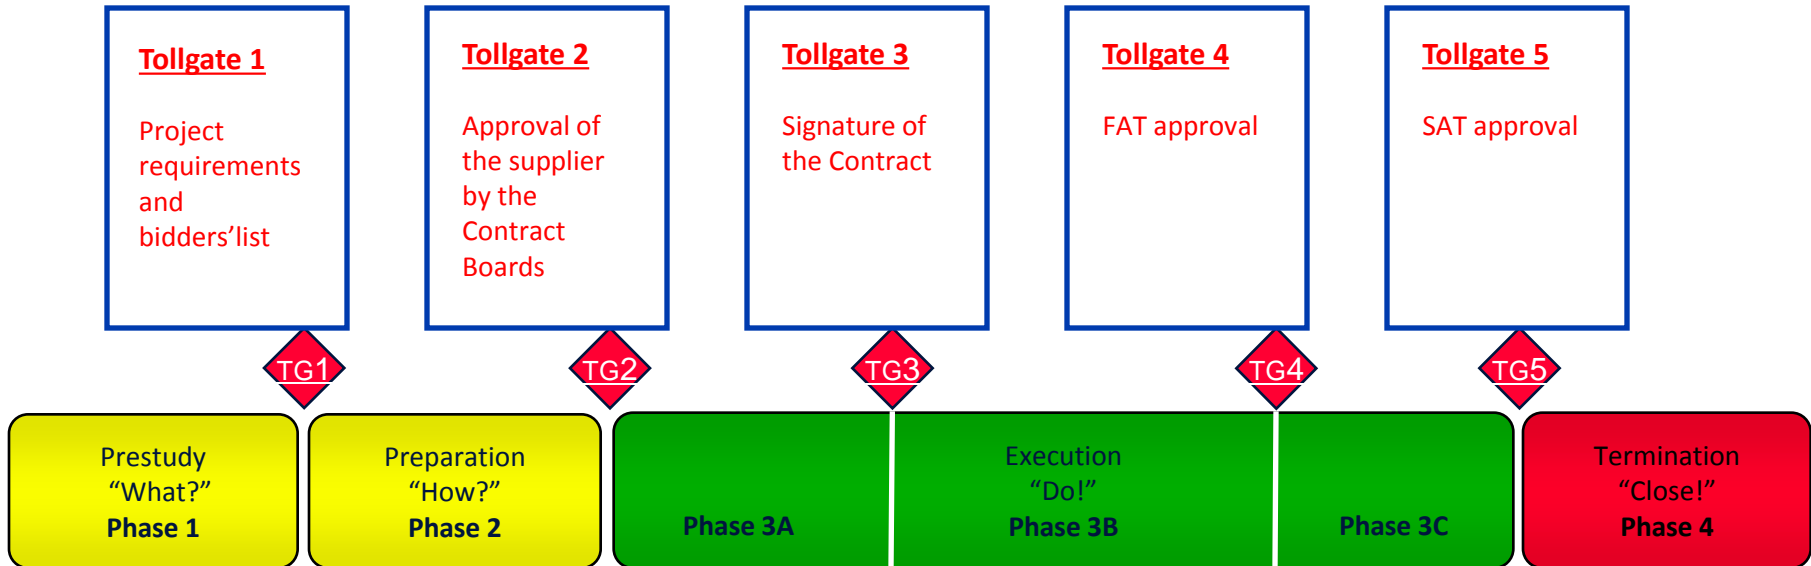 Tollgate 1
Project
requirements
and
bidders’list
Tollgate 2
Approval of
the supplier
by the
Contract
Boards
Tollgate 3
Signature of
the Contract
Tollgate 4
FAT approval
Tollgate 5
SAT approval
TG1
TG2
TG3
TG4
TG5
Prestudy
“What?”
Phase 1
Preparation
“How?”
Phase 2
Phase 3A
Execution
“Do!”
Phase 3B
Phase 3C
Termination
“Close!”
Phase 4